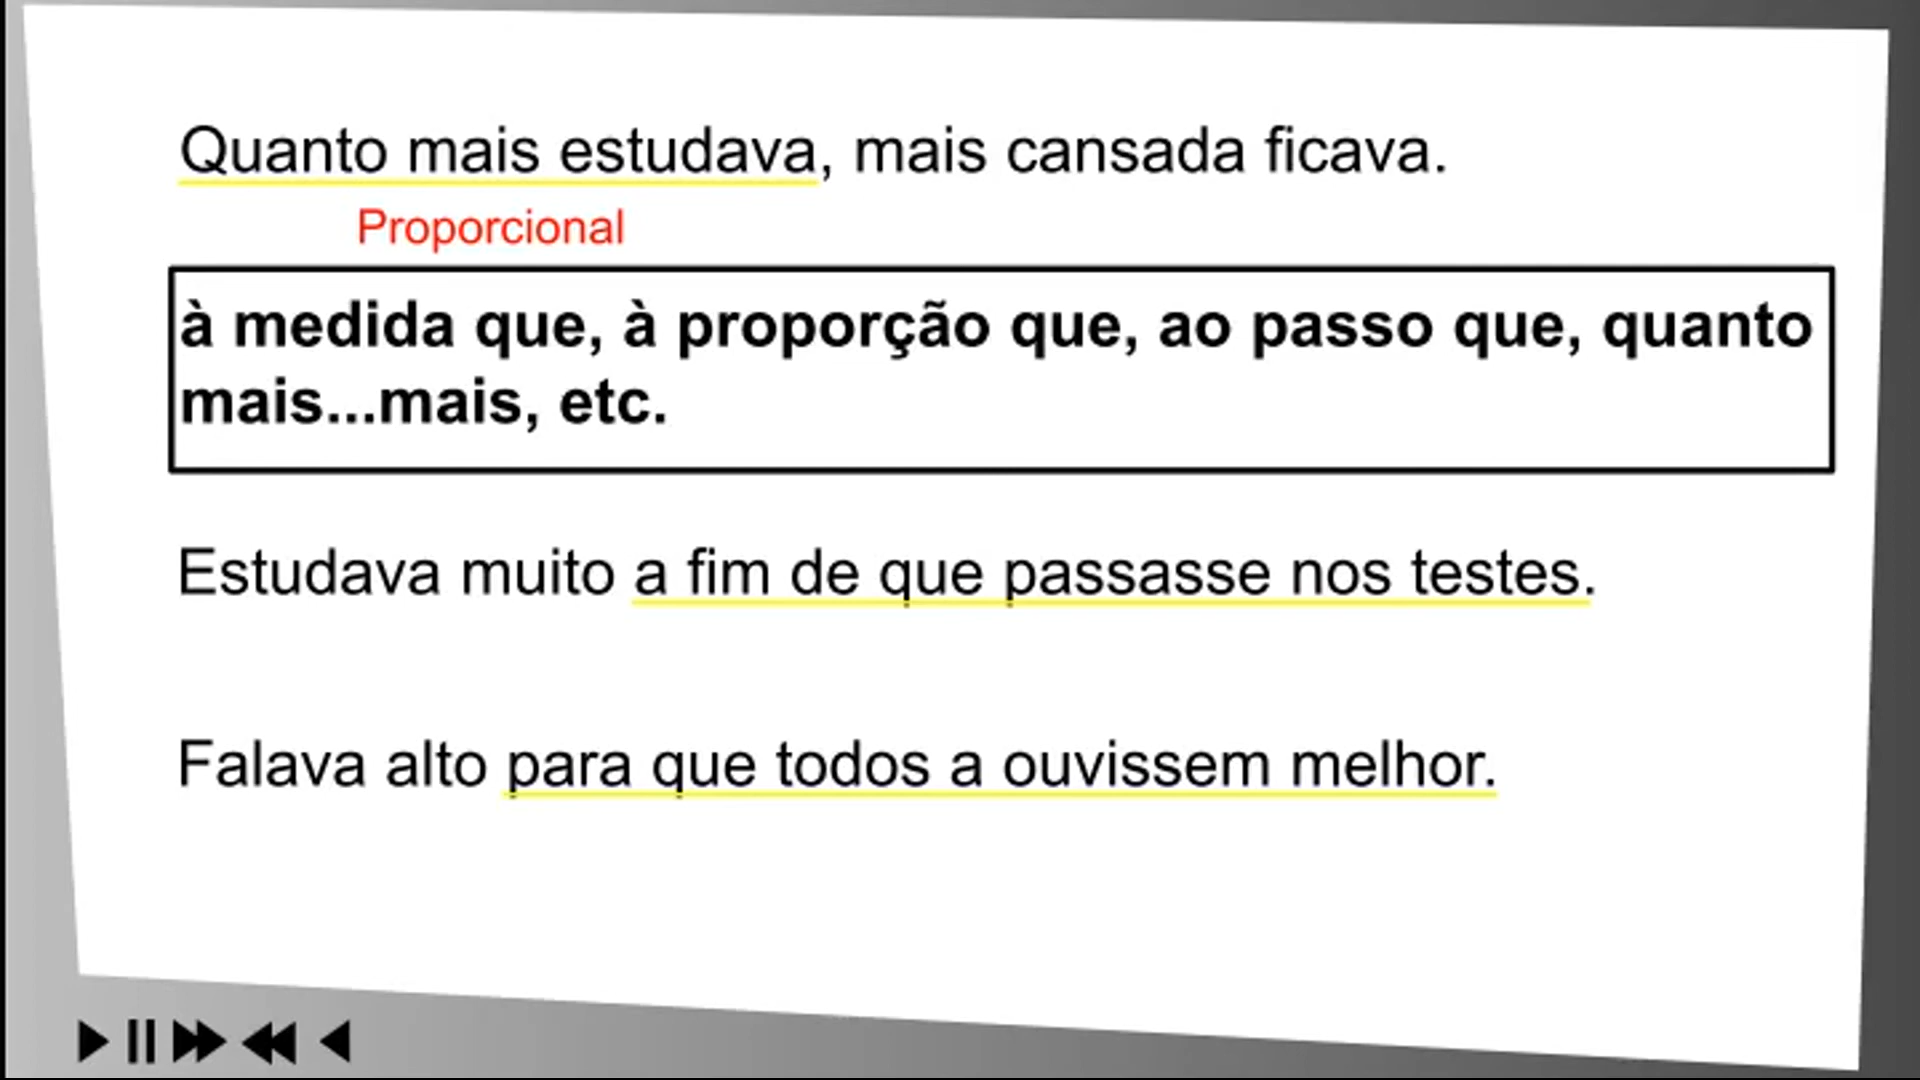 Quanto mais estudava, mais cansada ficava.
Proporcional
à medida que, à proporção que, ao passo que, quanto
mais...mais, etc.
Estudava muito a fim de que passasse nos testes.
Falava alto para que todos a ouvissem melhor.